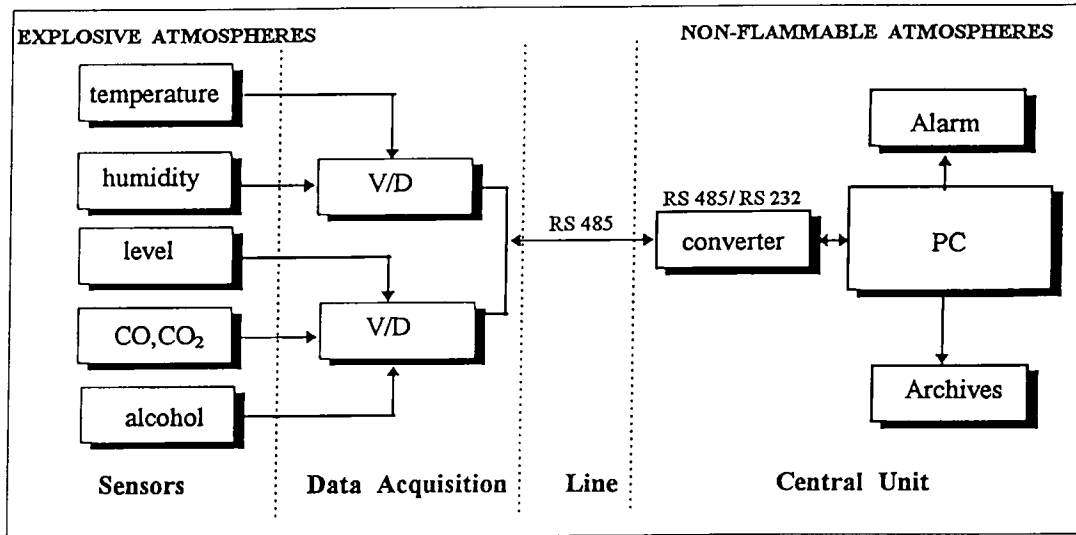 EXPLOSIVE ATMOSPHERES
NON-FLAMMABLE ATMOSPHERES
temperature
humidity
level
CO,CO₂
alcohol
V/D
V/D
RS 485
RS 485/ RS 232
converter
PC
Alarm
Archives
Sensors
Data Acquisition
Line
Central Unit